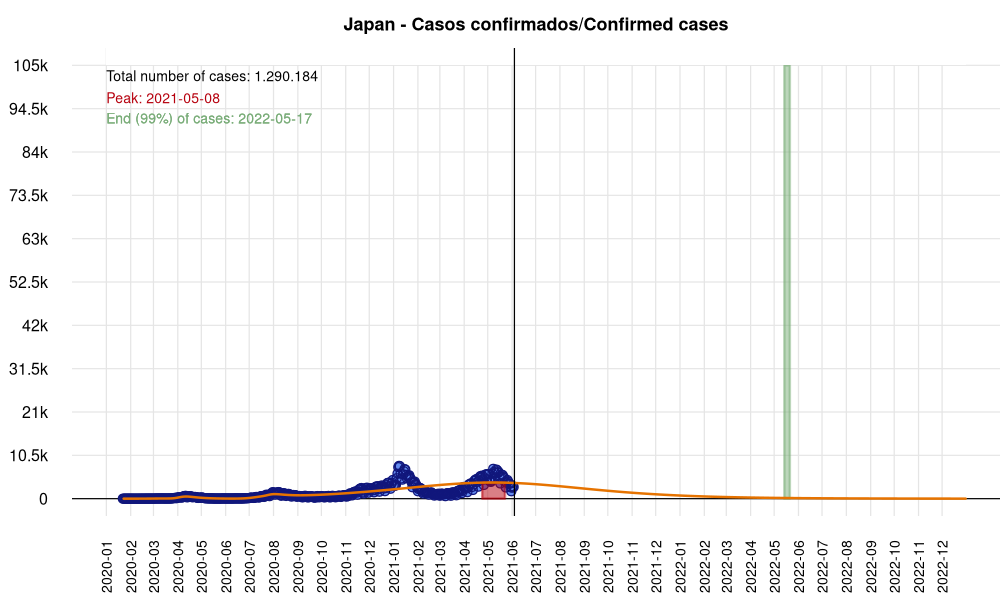 Japan - Casos confirmados/Confirmed cases
105k
94.5k
84k
73.5k
63k
52.5k
42k
31.5k
21k
10.5k
0
Total number of cases: 1.290.184
Peak: 2021-05-08
End (99%) of cases: 2022-05-17
2020-01
2020-02
2020-03
2020-04
2020-05
2020-06
2020-07
2020-08
2020-09
2020-10
2020-11
2020-12
2021-01
2021-02
2021-03
2021-04
2021-05
2021-06
2021-07
2021-08
2021-09
2021-10
2021-11
2021-12
2022-01
2022-02
2022-03
2022-04
2022-05
2022-06
2022-07
2022-08
2022-09
2022-10
2022-11
2022-12